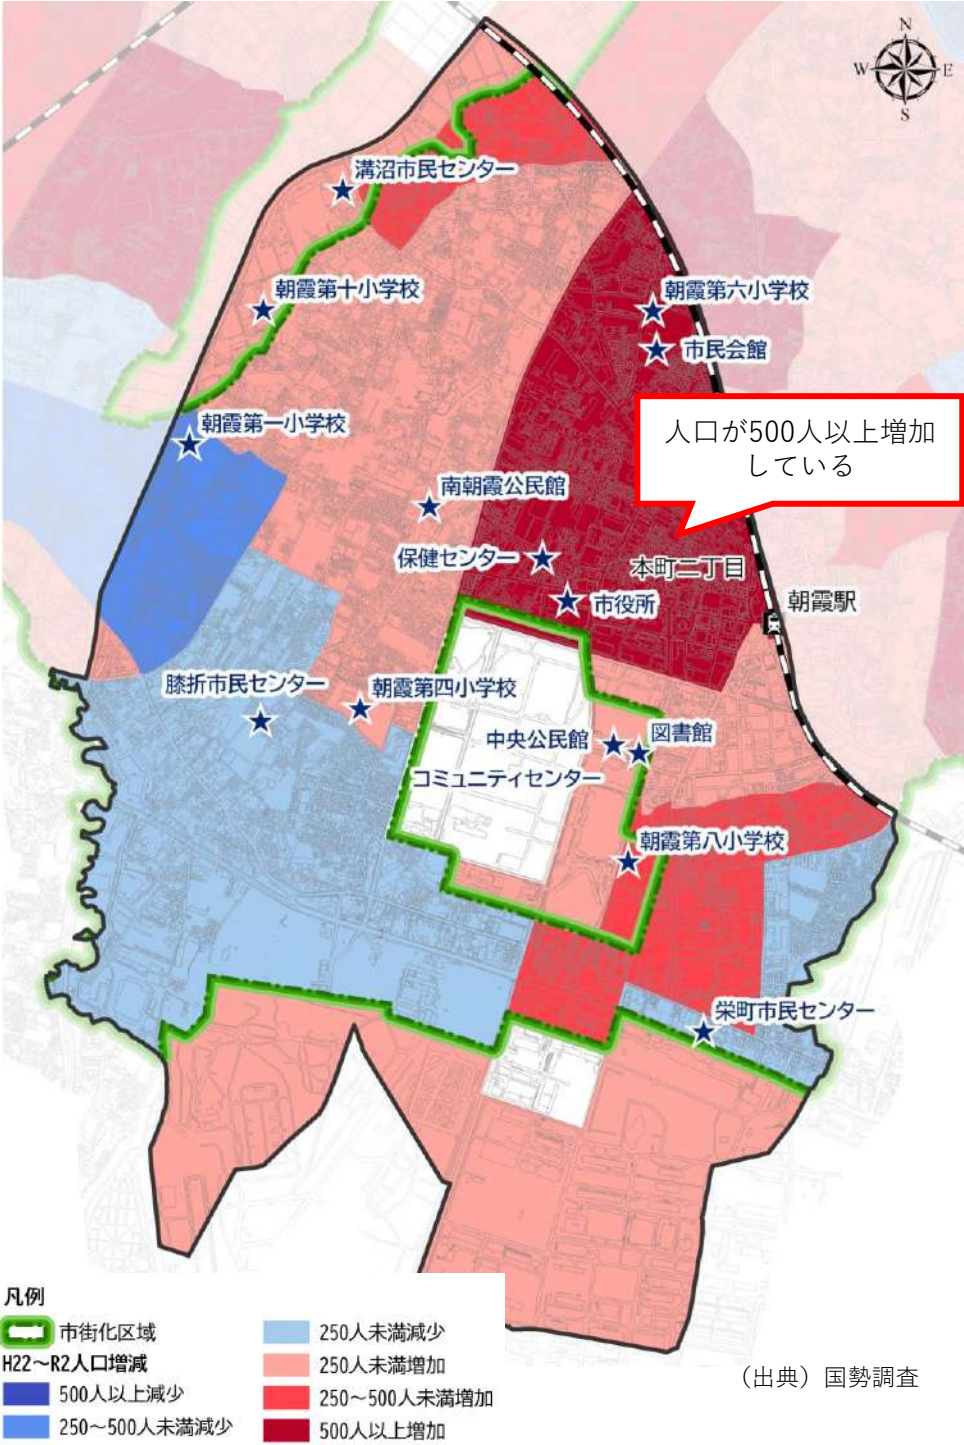 N
W
E
S
溝沼市民センター
朝霞第十小学校
朝霞第六小学校
市民会館
朝霞第一小学校
人口が500人以上増加
している
南朝霞公民館
保健センター
本町二丁目
市役所
朝霞駅
膝折市民センター
朝霞第四小学校
図書館
中央公民館
コミュニティセンター
朝霞第八小学校
栄町市民センター
凡例
市街化区域
H22～R2人口増減
500人以上減少
250～500人未満減少
250人未満減少
250人未満増加
250～500人未満増加
500人以上増加
（出典）国勢調査